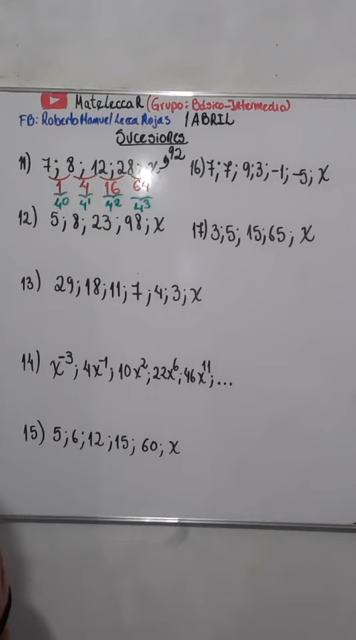 MateLeccaR (Grupo: Básico-Intermedia)
FB: Roberto Manuel Lecca Rojas / ABRIL
Sucesiones
11) 7; 8; 12; 28; x → 92
1 4 16 64
4⁰ 4¹ 4² 4³
16) 7; 7; 9; 3; -1; -5; x
12) 5; 8; 23; 98; x
17) 3; 5; 15; 65; x
13) 29; 18; 11; 7; 4; 3; x
14) x⁻³; 4x⁻¹; 10x²; 22x⁶; 46x¹¹; ...
15) 5; 6; 12; 15; 60; x